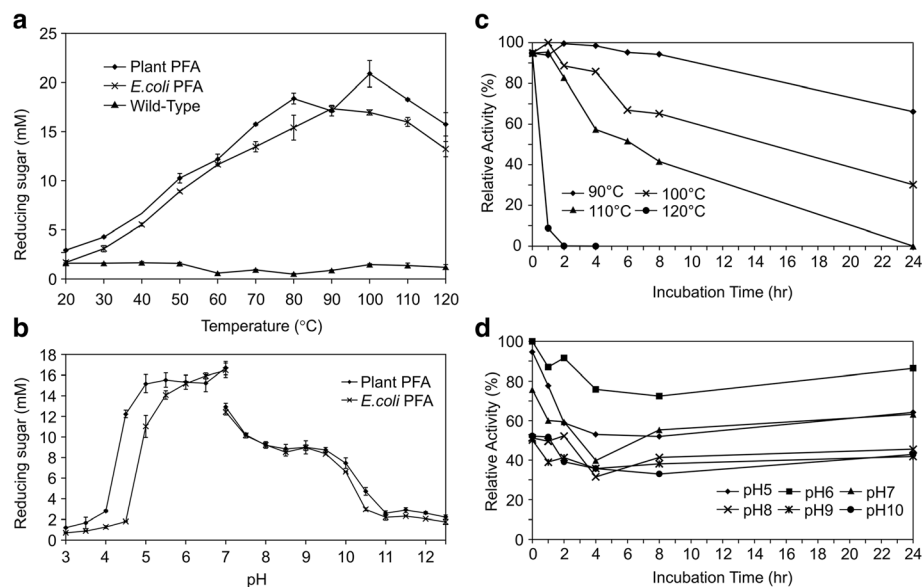 a
Reducing sugar (mM)
25
20
15
10
5
0
Plant PFA
E.coli PFA
Wild-Type
20 30 40 50 60 70 80 90 100 110 120
Temperature (°C)
b
Reducing sugar (mM)
18
16
14
12
10
8
6
4
2
0
Plant PFA
E.coli PFA
3 4 5 6 7 8 9 10 11 12
pH
c
Relative Activity (%)
100
80
60
40
20
0
90°C 100°C
110°C 120°C
0 2 4 6 8 10 12 14 16 18 20 22 24
Incubation Time (hr)
d
Relative Activity (%)
100
80
60
40
20
0
pH5 pH6 pH7
pH8 pH9 pH10
0 2 4 6 8 10 12 14 16 18 20 22 24
Incubation Time (hr)